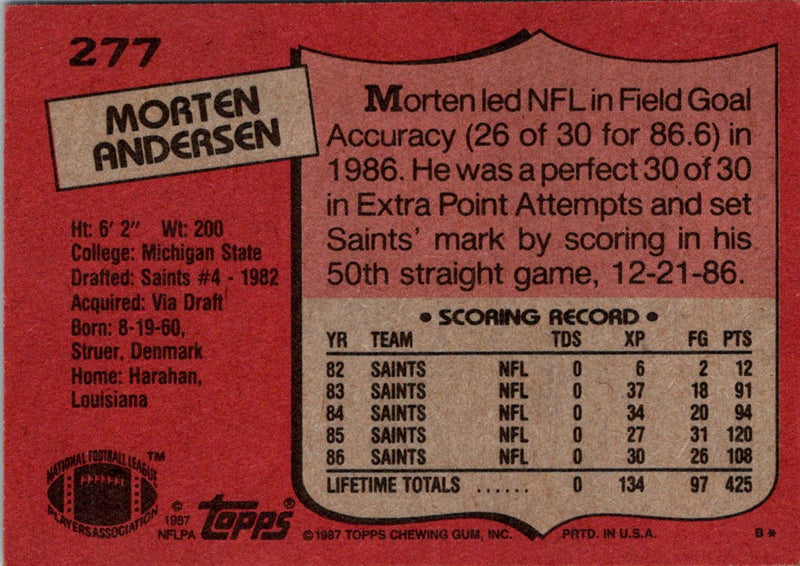 277
MORTEN
ANDERSEN
Ht: 6' 2" Wt: 200
College: Michigan State
Drafted: Saints #4 - 1982
Acquired: Via Draft
Born: 8-19-60,
Struer, Denmark
Home: Harahan,
Louisiana
Morten led NFL in Field Goal
Accuracy (26 of 30 for 86.6) in
1986. He was a perfect 30 of 30
in Extra Point Attempts and set
Saints' mark by scoring in his
50th straight game, 12-21-86.
• SCORING RECORD •
YR TEAM TDS XP FG PTS
82 SAINTS NFL 0 6 2 12
83 SAINTS NFL 0 37 18 91
84 SAINTS NFL 0 34 20 94
85 SAINTS NFL 0 27 31 120
86 SAINTS NFL 0 30 26 108
LIFETIME TOTALS ...... 0 134 97 425
NATIONAL FOOTBALL LEAGUE
PLAYERS ASSOCIATION
TM
©
1987
NFLPA
Topps®
©1987 TOPPS CHEWING GUM, INC. PRTD. IN U.S.A. B*